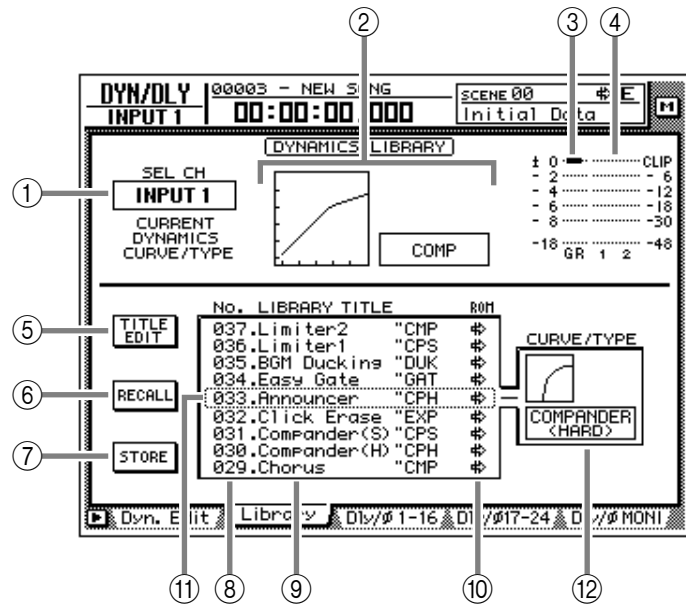 ② ③ ④
DYN/DLY 00003 - NEW SONG SCENE 00 E M
INPUT 1 00:00:00.000 Initial Data
DYNAMICS LIBRARY
± 0 CLIP
- 2 - 6
- 4 -12
- 6 -18
- 8 -30
-18 GR 1 2 -48
① SEL CH
INPUT 1
CURRENT
DYNAMICS
CURVE/TYPE
COMP
No. LIBRARY TITLE ROM
⑤ TITLE
EDIT
⑥ RECALL
⑦ STORE
037.Limiter2 "CMP
036.Limiter1 "CPS
035.BGM Ducking "DUK
034.Easy Gate "GAT
033.Announcer "CPH
032.Click Erase "EXP
031.Compander(S) "CPS
030.Compander(H) "CPH
029.Chorus "CMP
CURVE/TYPE
COMPANDER
(HARD)
Dyn. Edit Library Dly/Ø 1-16 Dly/Ø17-24 Dly/Ø MONI
⑪ ⑧ ⑨ ⑩ ⑫